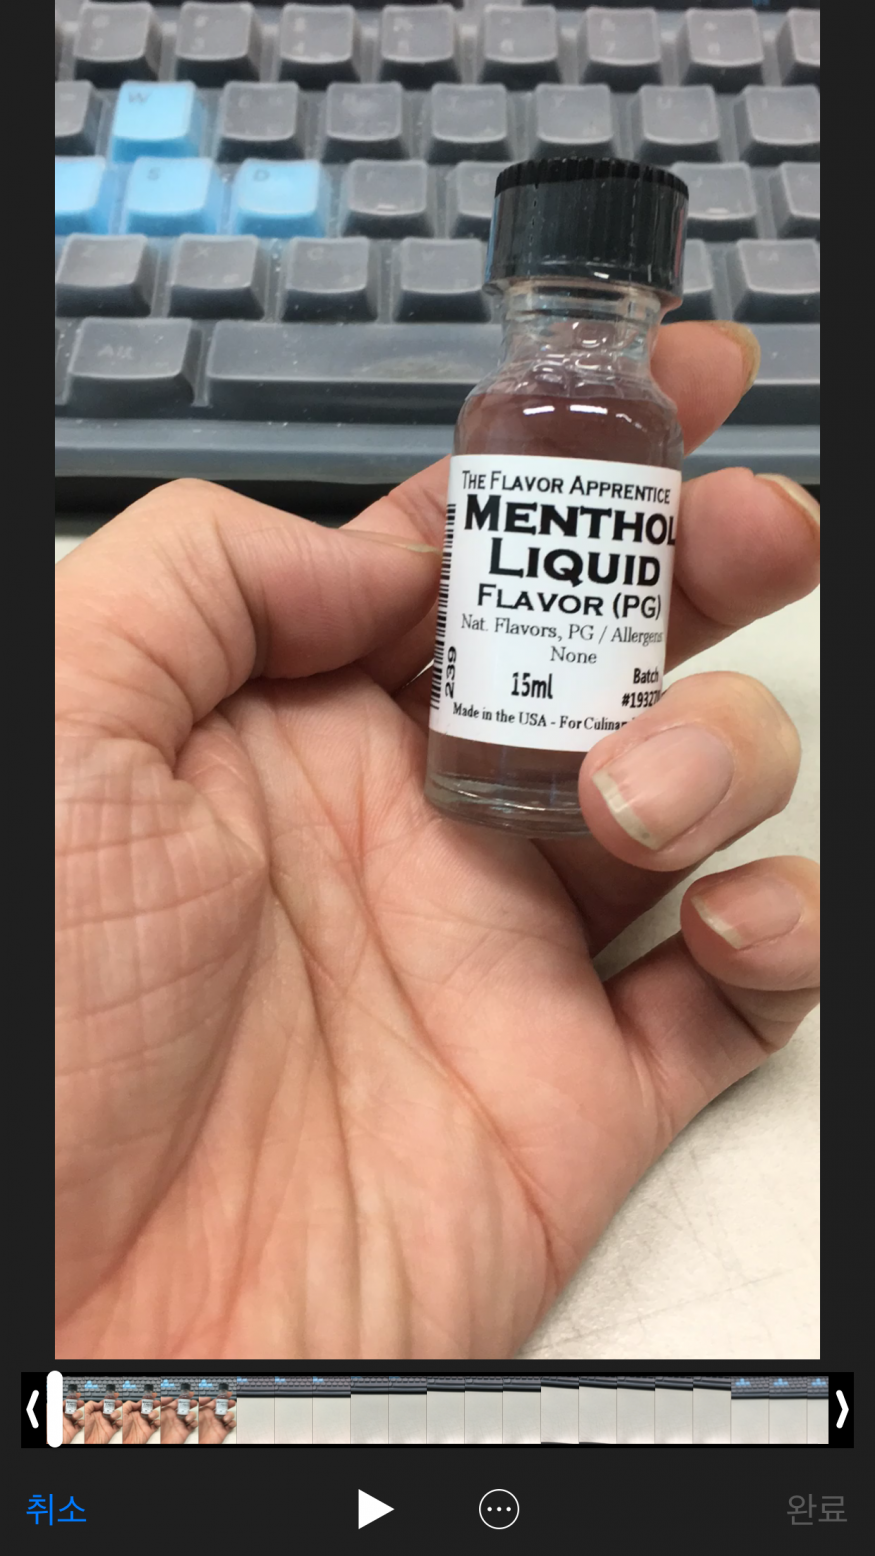 W
S
D
Alt
THE FLAVOR APPRENTICE
MENTHOL
LIQUID
FLAVOR (PG)
Nat. Flavors, PG / Allergens
None
239
15ml
Batch
Made in the USA - For
취소
완료